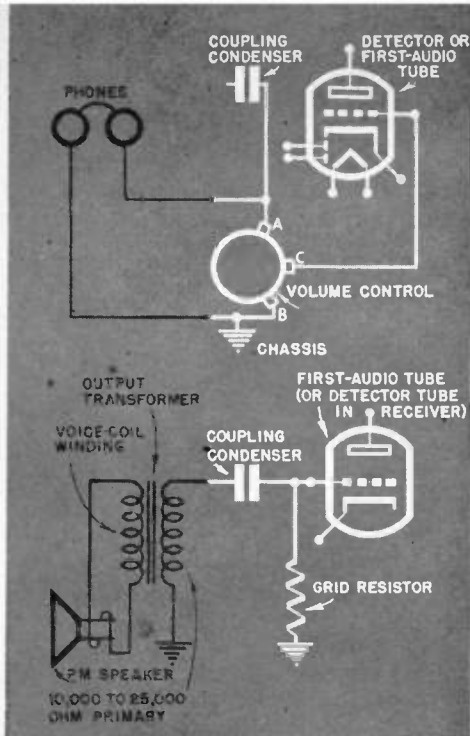 COUPLING
CONDENSER
DETECTOR OR
FIRST-AUDIO
TUBE
PHONES
A
C
VOLUME CONTROL
B
CHASSIS
OUTPUT
TRANSFORMER
VOICE-COIL
WINDING
FIRST-AUDIO TUBE
(OR DETECTOR TUBE
IN RECEIVER)
COUPLING
CONDENSER
GRID RESISTOR
PM SPEAKER
10,000 TO 25,000
OHM PRIMARY